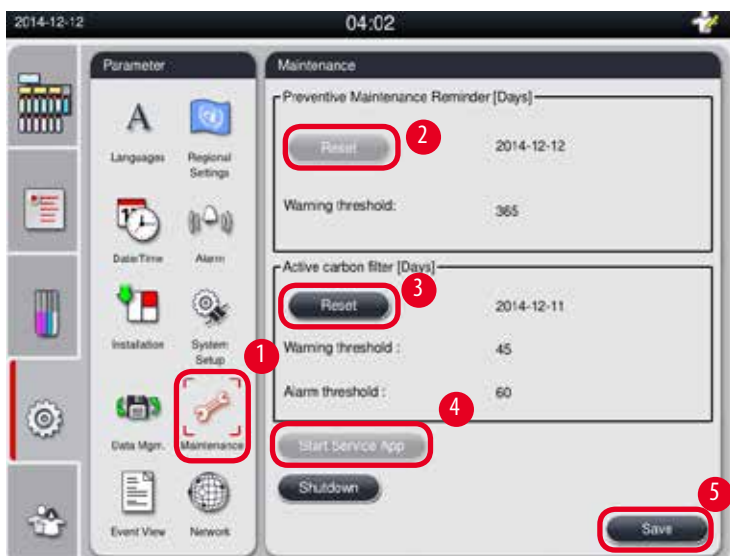 2014-12-12 04:02
Parameter
Languages
Regional Settings
Date/Time
Alarm
Installation
System Setup
Data Mgm.
Maintenance
Event View
Network
Maintenance
Preventive Maintenance Reminder [Days]
Reset 2014-12-12
Warning threshold: 365
Active carbon filter [Days]
Reset 2014-12-11
Warning threshold : 45
Alarm threshold : 60
Start Service App
Shutdown
Save
1
2
3
4
5